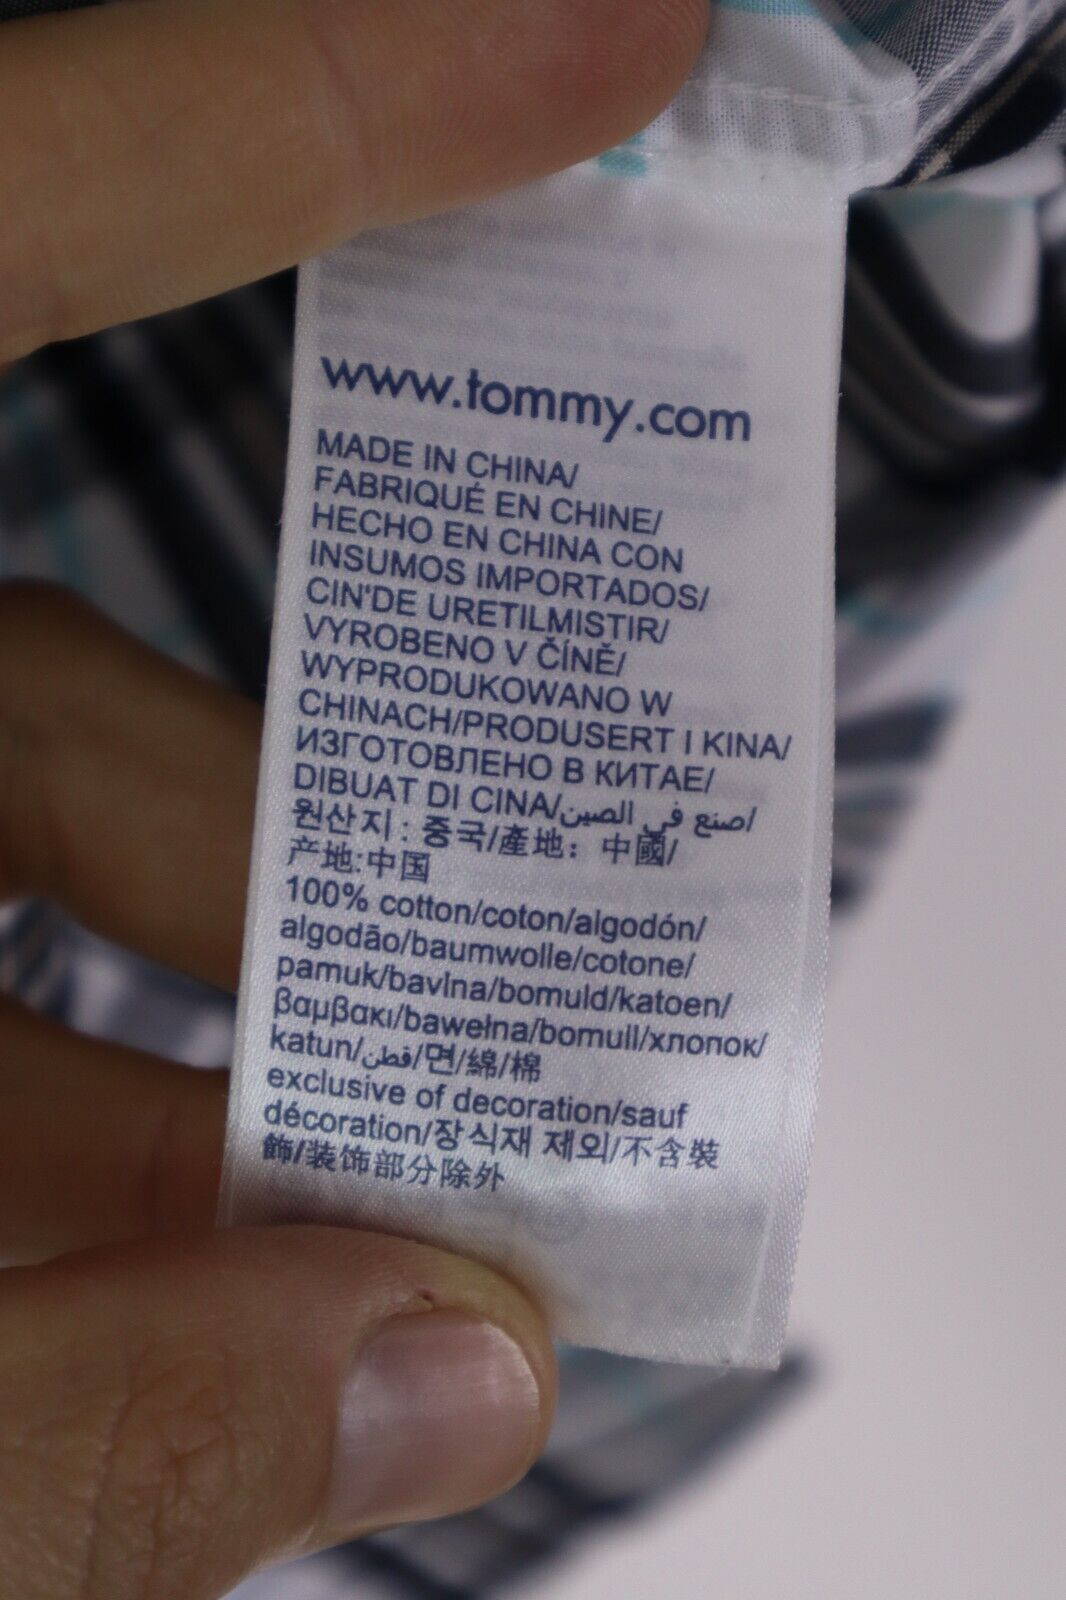 www.tommy.com
MADE IN CHINA/
FABRIQUÉ EN CHINE/
HECHO EN CHINA CON
INSUMOS IMPORTADOS/
CIN'DE URETILMISTIR/
VYROBENO V ČÍNĚ/
WYPRODUKOWANO W
CHINACH/PRODUSERT I KINA/
ИЗГОТОВЛЕНО В КИТАЕ/
DIBUAT DI CINA/صنع في الصين/
원산지: 중국/產地: 中國/
产地:中国
100% cotton/coton/algodón/
algodão/baumwolle/cotone/
pamuk/bavlna/bomuld/katoen/
βαμβακι/bawełna/bomull/хлопок/
katun/قطن/면/綿/棉
exclusive of decoration/sauf
décoration/장식재 제외/不含裝
飾/装饰部分除外